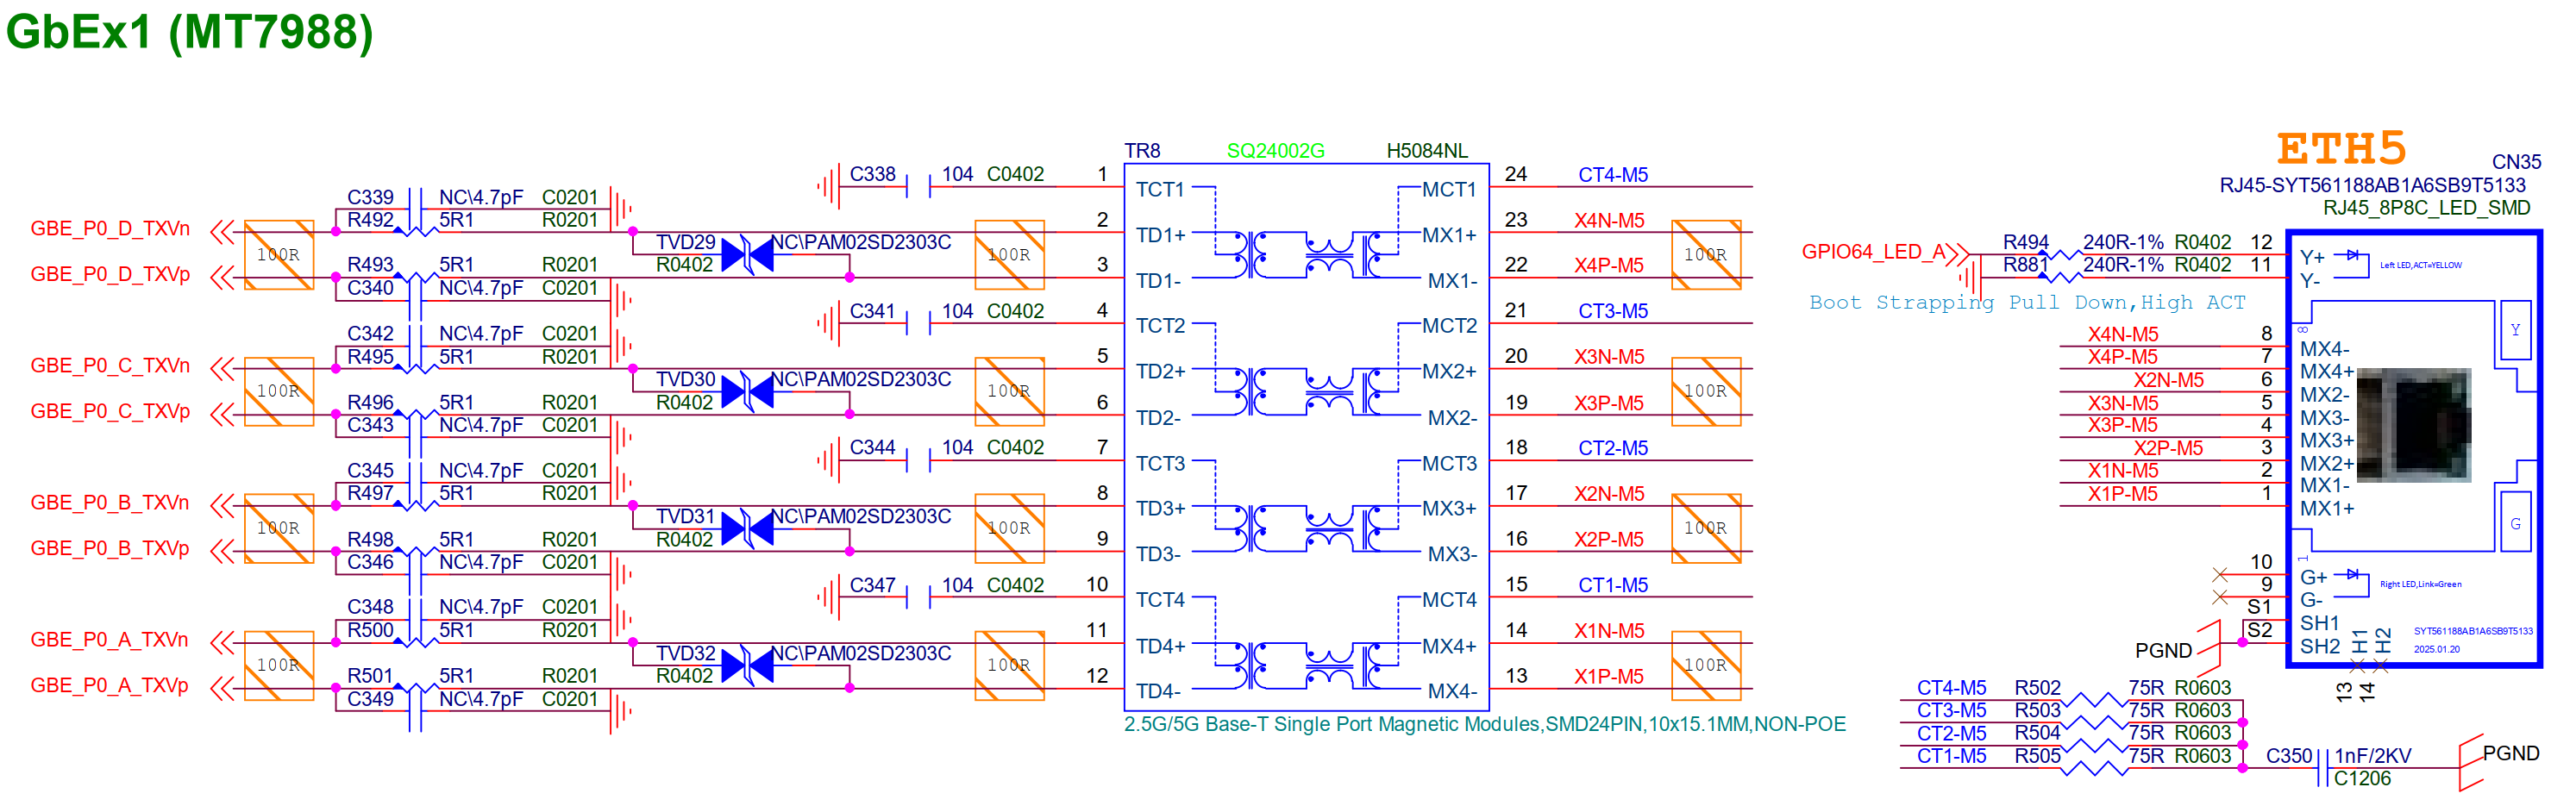 GbEx1 (MT7988)
GBE_P0_D_TXVn
GBE_P0_D_TXVp
GBE_P0_C_TXVn
GBE_P0_C_TXVp
GBE_P0_B_TXVn
GBE_P0_B_TXVp
GBE_P0_A_TXVn
GBE_P0_A_TXVp
100R
100R
100R
100R
C339 NC\4.7pF C0201
R492 5R1 R0201
R493 5R1 R0201
C340 NC\4.7pF C0201
C342 NC\4.7pF C0201
R495 5R1 R0201
R496 5R1 R0201
C343 NC\4.7pF C0201
C345 NC\4.7pF C0201
R497 5R1 R0201
R498 5R1 R0201
C346 NC\4.7pF C0201
C348 NC\4.7pF C0201
R500 5R1 R0201
R501 5R1 R0201
C349 NC\4.7pF C0201
TVD29 NC\PAM02SD2303C
R0402
TVD30 NC\PAM02SD2303C
R0402
TVD31 NC\PAM02SD2303C
R0402
TVD32 NC\PAM02SD2303C
R0402
C338 104 C0402
C341 104 C0402
C344 104 C0402
C347 104 C0402
100R
100R
100R
100R
TR8 SQ24002G H5084NL
1 TCT1 MCT1 24 CT4-M5
2 TD1+ MX1+ 23 X4N-M5
3 TD1- MX1- 22 X4P-M5
4 TCT2 MCT2 21 CT3-M5
5 TD2+ MX2+ 20 X3N-M5
6 TD2- MX2- 19 X3P-M5
7 TCT3 MCT3 18 CT2-M5
8 TD3+ MX3+ 17 X2N-M5
9 TD3- MX3- 16 X2P-M5
10 TCT4 MCT4 15 CT1-M5
11 TD4+ MX4+ 14 X1N-M5
12 TD4- MX4- 13 X1P-M5
100R
100R
100R
100R
2.5G/5G Base-T Single Port Magnetic Modules,SMD24PIN,10x15.1MM,NON-POE
ETH5
CN35
RJ45-SYT561188AB1A6SB9T5133
RJ45_8P8C_LED_SMD
GPIO64_LED_A
R494 240R-1% R0402 12 Y+
R881 240R-1% R0402 11 Y-
Left LED,ACT=YELLOW
Boot Strapping Pull Down,High ACT
X4N-M5 8 MX4-
X4P-M5 7 MX4+
X2N-M5 6 MX2-
X3N-M5 5 MX3-
X3P-M5 4 MX3+
X2P-M5 3 MX2+
X1N-M5 2 MX1-
X1P-M5 1 MX1+
8
Y
G
1
10 G+
9 G-
Right LED,Link=Green
S1 SH1
S2 SH2
PGND
H1
H2
SYT561188AB1A6SB9T5133
2025.01.20
13
14
CT4-M5 R502 75R R0603
CT3-M5 R503 75R R0603
CT2-M5 R504 75R R0603
CT1-M5 R505 75R R0603
C350 1nF/2KV
C1206
PGND